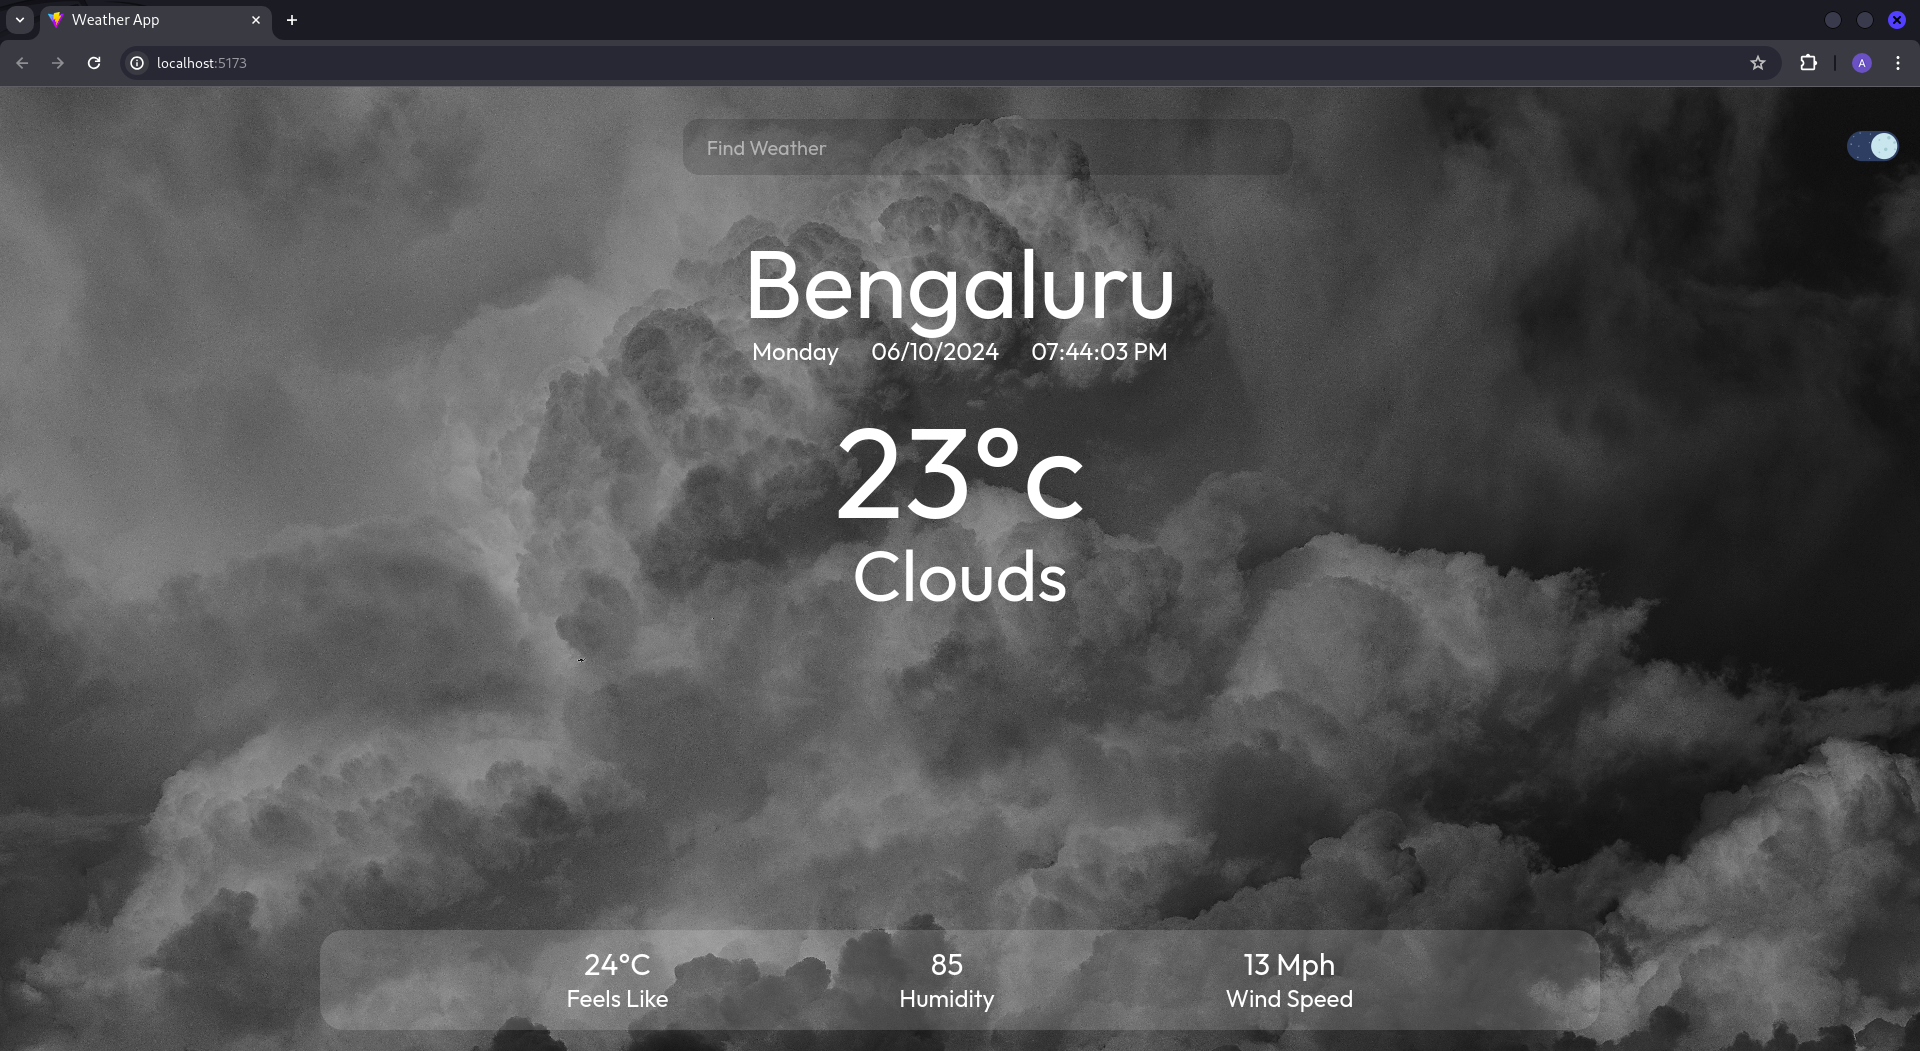 Weather App
localhost:5173
A
Find Weather
Bengaluru
Monday 06/10/2024 07:44:03 PM
23°c
Clouds
24°C 85 13 Mph
Feels Like Humidity Wind Speed